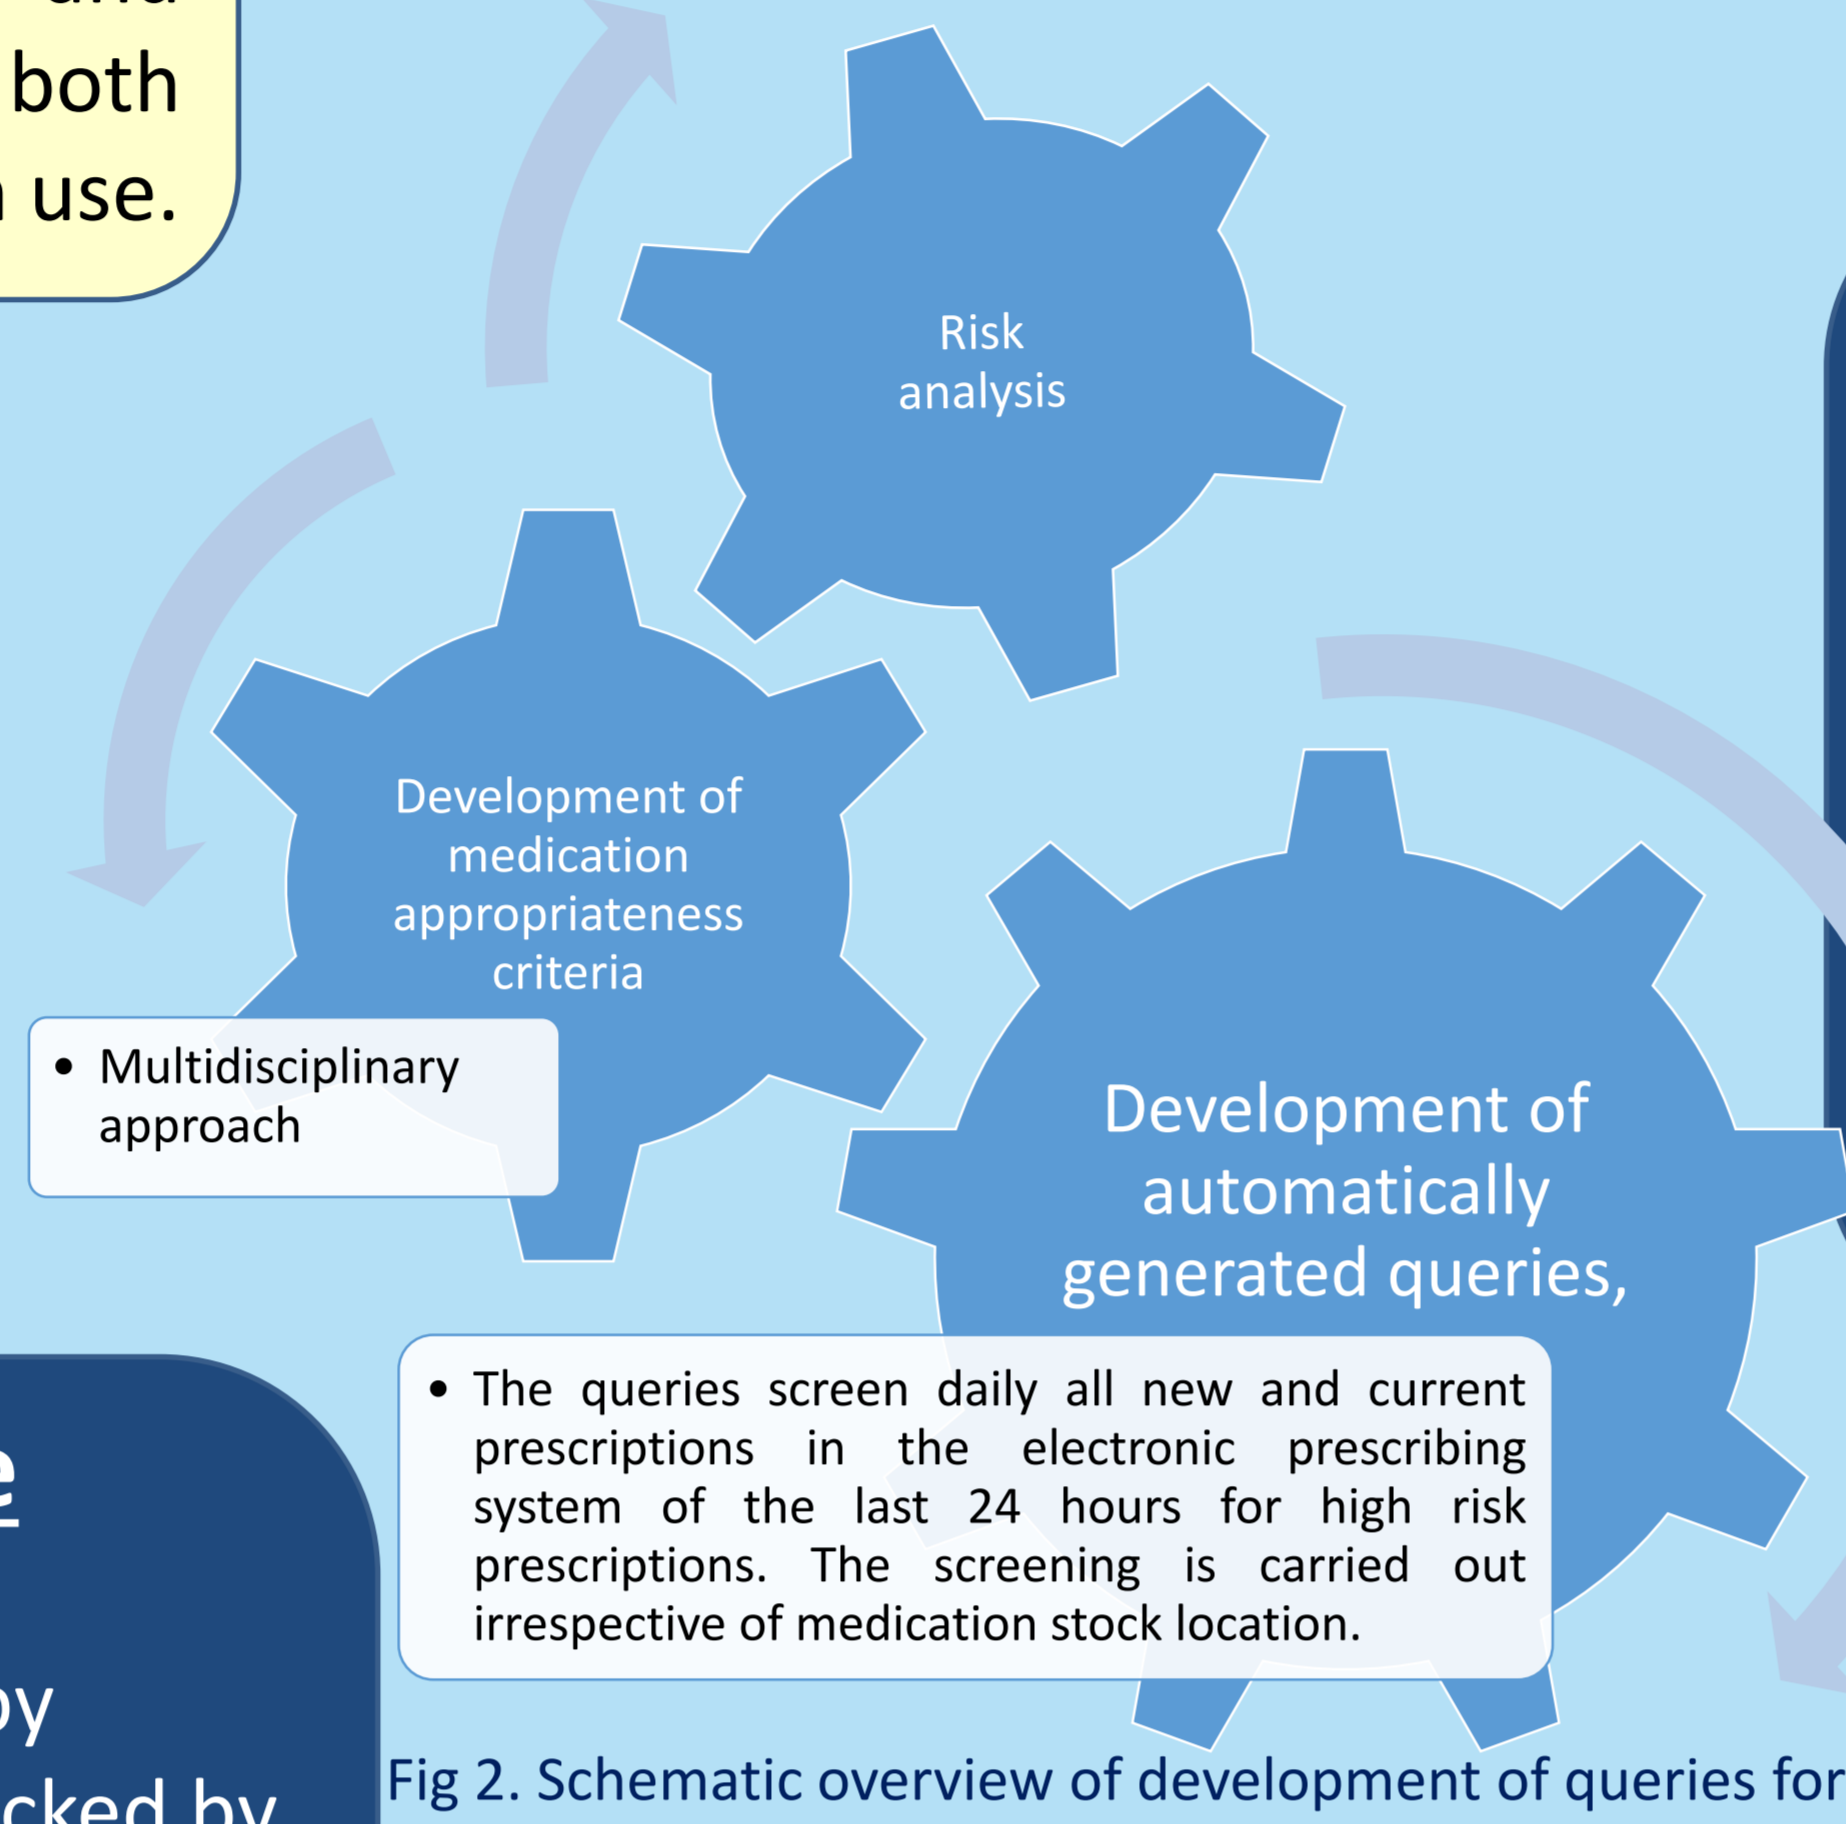 both
use.
Risk
analysis
Development of
medication
appropriateness
criteria
• Multidisciplinary
approach
Development of
automatically
generated queries,
• The queries screen daily all new and current
prescriptions in the electronic prescribing
system of the last 24 hours for high risk
prescriptions. The screening is carried out
irrespective of medication stock location.
by
Fig 2. Schematic overview of development of queries for